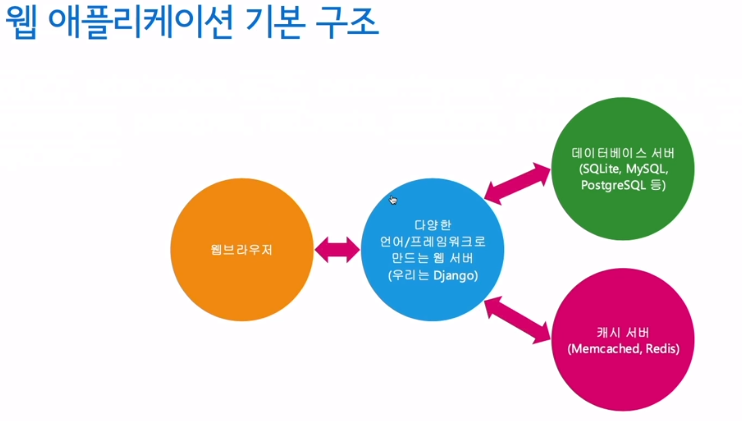 웹 애플리케이션 기본 구조
웹브라우저
다양한
언어/프레임워크로
만드는 웹 서버
(우리는 Django)
데이터베이스 서버
(SQLite, MySQL,
PostgreSQL 등)
캐시 서버
(Memcached, Redis)